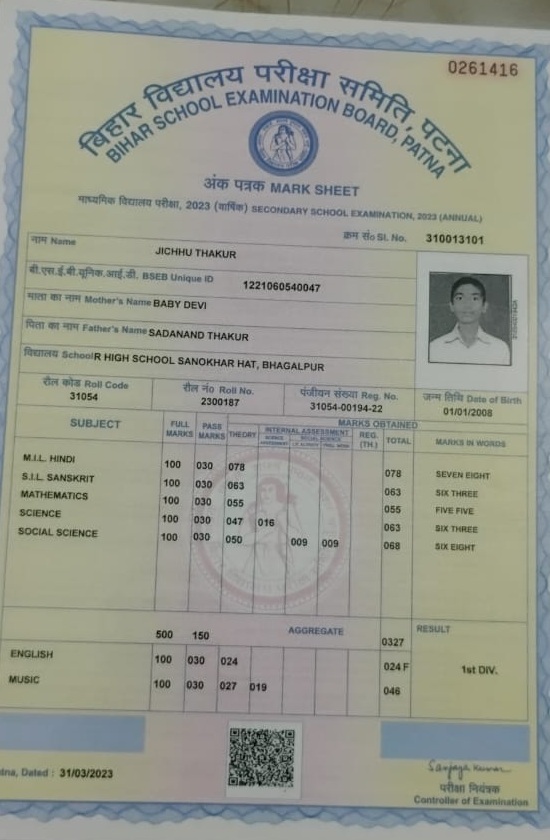 0261416
बिहार विद्यालय परीक्षा समिति, पटना
BIHAR SCHOOL EXAMINATION BOARD, PATNA
अंक पत्रक MARK SHEET
माध्यमिक विद्यालय परीक्षा, 2023 (वार्षिक) SECONDARY SCHOOL EXAMINATION, 2023 (ANNUAL)
क्रम सं० Sl. No. 310013101
नाम Name JICHHU THAKUR
बी.एस.ई.बी.यूनिक.आई.डी. BSEB Unique ID 1221060540047
माता का नाम Mother's Name BABY DEVI
पिता का नाम Father's Name SADANAND THAKUR
विद्यालय School R HIGH SCHOOL SANOKHAR HAT, BHAGALPUR
रौल कोड Roll Code रौल नं० Roll No. पंजीयन संख्या Reg. No. जन्म तिथि Date of Birth
31054 2300187 31054-00194-22 01/01/2008
SUBJECT FULL MARKS PASS MARKS MARKS OBTAINED
THEORY INTERNAL ASSESSMENT REG. (TH.) TOTAL MARKS IN WORDS
M.I.L. HINDI 100 030 078 078 SEVEN EIGHT
S.I.L. SANSKRIT 100 030 063 063 SIX THREE
MATHEMATICS 100 030 055 055 FIVE FIVE
SCIENCE 100 030 047 016 063 SIX THREE
SOCIAL SCIENCE 100 030 050 009 009 068 SIX EIGHT
500 150 AGGREGATE 0327 RESULT
ENGLISH 100 030 024 024 F 1st DIV.
MUSIC 100 030 027 019 046
Dated : 31/03/2023
Sanjay Kumar
परीक्षा नियंत्रक
Controller of Examination